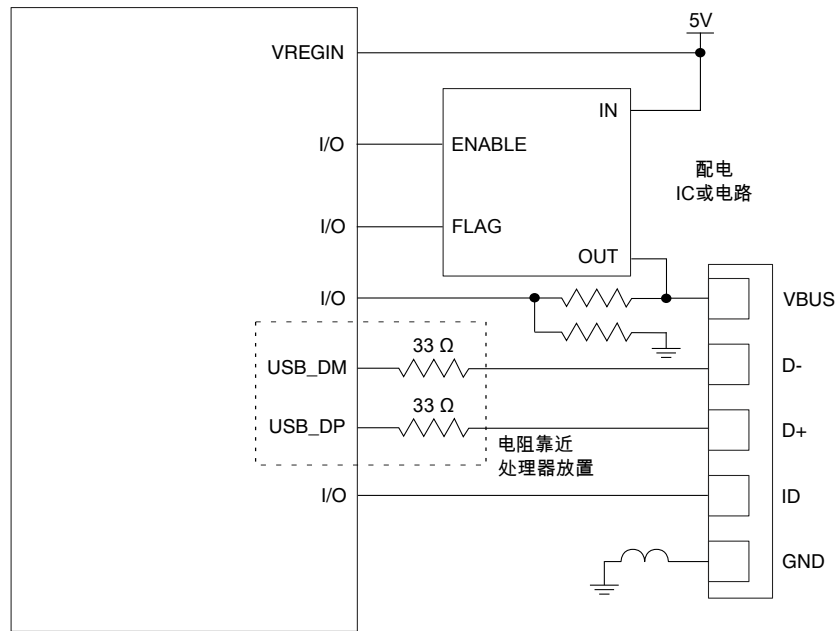 5V
VREGIN
IN
I/O
ENABLE
配电
IC或电路
I/O
FLAG
OUT
I/O
VBUS
33 Ω
USB_DM
D-
33 Ω
USB_DP
D+
电阻靠近
处理器放置
I/O
ID
GND